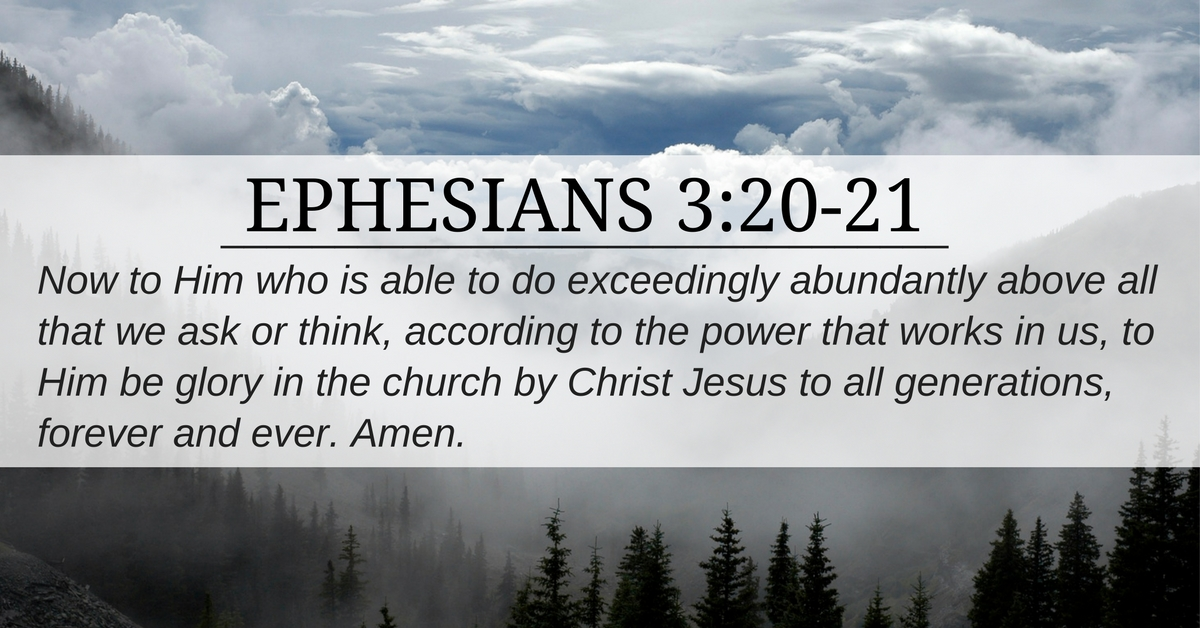 EPHESIANS 3:20-21
Now to Him who is able to do exceedingly abundantly above all
that we ask or think, according to the power that works in us, to
Him be glory in the church by Christ Jesus to all generations,
forever and ever. Amen.